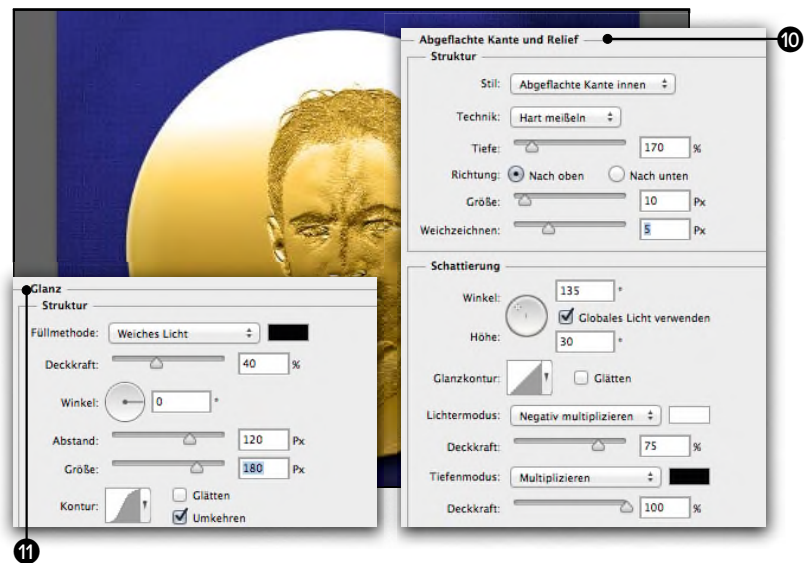 Abgeflachte Kante und Relief
10
Struktur
Stil: Abgeflachte Kante innen
Technik: Hart meißeln
Tiefe: 170 %
Richtung: Nach oben Nach unten
Größe: 10 Px
Weichzeichnen: 5 Px
Schattierung
Winkel: 135 °
Globales Licht verwenden
Höhe: 30 °
Glanzkontur: Glätten
Lichtermodus: Negativ multiplizieren
Deckkraft: 75 %
Tiefenmodus: Multiplizieren
Deckkraft: 100 %
Glanz
Struktur
Füllmethode: Weiches Licht
Deckkraft: 40 %
Winkel: 0 °
Abstand: 120 Px
Größe: 180 Px
Kontur: Glätten
Umkehren
11